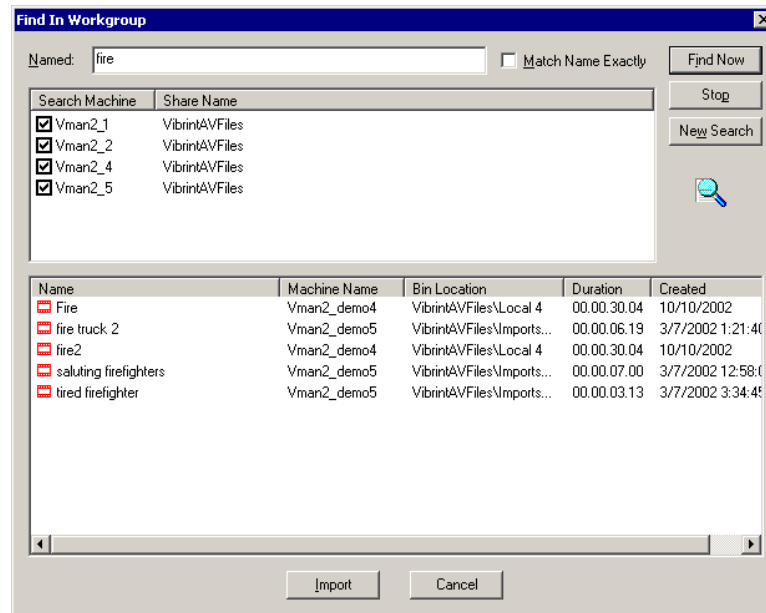 Find In Workgroup
Named: fire Match Name Exactly Find Now
Stop
New Search
Search Machine Share Name
Vman2_1 VibrintAVFiles
Vman2_2 VibrintAVFiles
Vman2_4 VibrintAVFiles
Vman2_5 VibrintAVFiles
Name Machine Name Bin Location Duration Created
Fire Vman2_demo4 VibrintAVFiles\Local 4 00.00.30.04 10/10/2002
fire truck 2 Vman2_demo5 VibrintAVFiles\Imports... 00.00.06.19 3/7/2002 1:21:40
fire2 Vman2_demo4 VibrintAVFiles\Local 4 00.00.30.04 10/10/2002
saluting firefighters Vman2_demo5 VibrintAVFiles\Imports... 00.00.07.00 3/7/2002 12:58:0
tired firefighter Vman2_demo5 VibrintAVFiles\Imports... 00.00.03.13 3/7/2002 3:34:45
Import Cancel